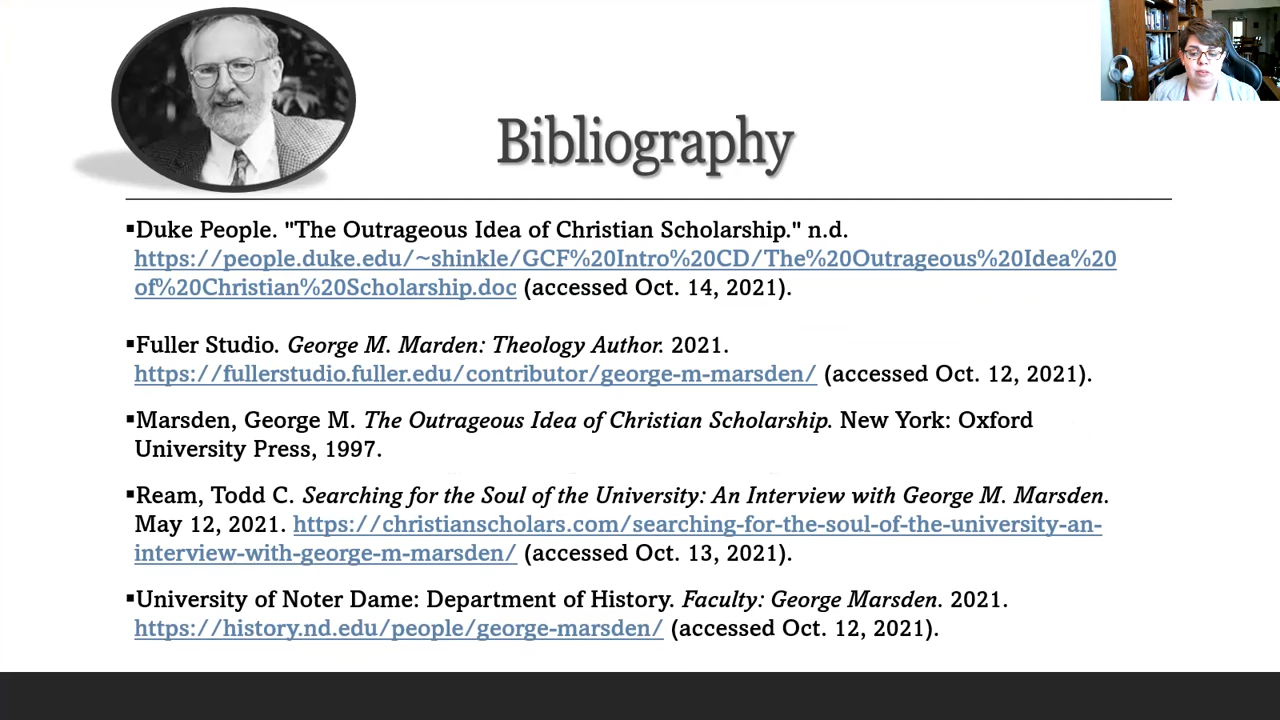 Bibliography
▪Duke People. "The Outrageous Idea of Christian Scholarship." n.d.
https://people.duke.edu/~shinkle/GCF%20Intro%20CD/The%20Outrageous%20Idea%20
of%20Christian%20Scholarship.doc (accessed Oct. 14, 2021).
▪Fuller Studio. George M. Marden: Theology Author. 2021.
https://fullerstudio.fuller.edu/contributor/george-m-marsden/ (accessed Oct. 12, 2021).
▪Marsden, George M. The Outrageous Idea of Christian Scholarship. New York: Oxford
University Press, 1997.
▪Ream, Todd C. Searching for the Soul of the University: An Interview with George M. Marsden.
May 12, 2021. https://christianscholars.com/searching-for-the-soul-of-the-university-an-
interview-with-george-m-marsden/ (accessed Oct. 13, 2021).
▪University of Noter Dame: Department of History. Faculty: George Marsden. 2021.
https://history.nd.edu/people/george-marsden/ (accessed Oct. 12, 2021).